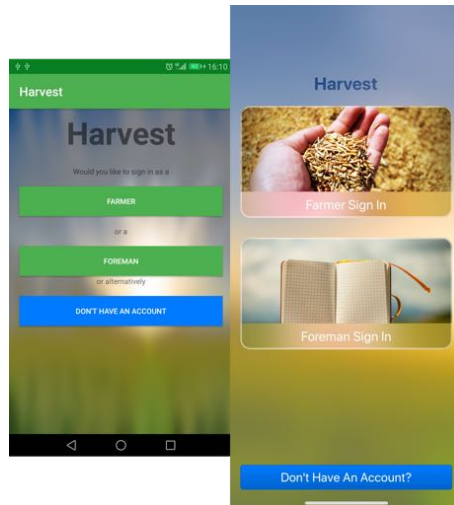 16:10
Harvest
Harvest
Would you like to sign in as a
FARMER
or a
FOREMAN
or alternatively
DON'T HAVE AN ACCOUNT
Harvest
Farmer Sign In
Foreman Sign In
Don't Have An Account?